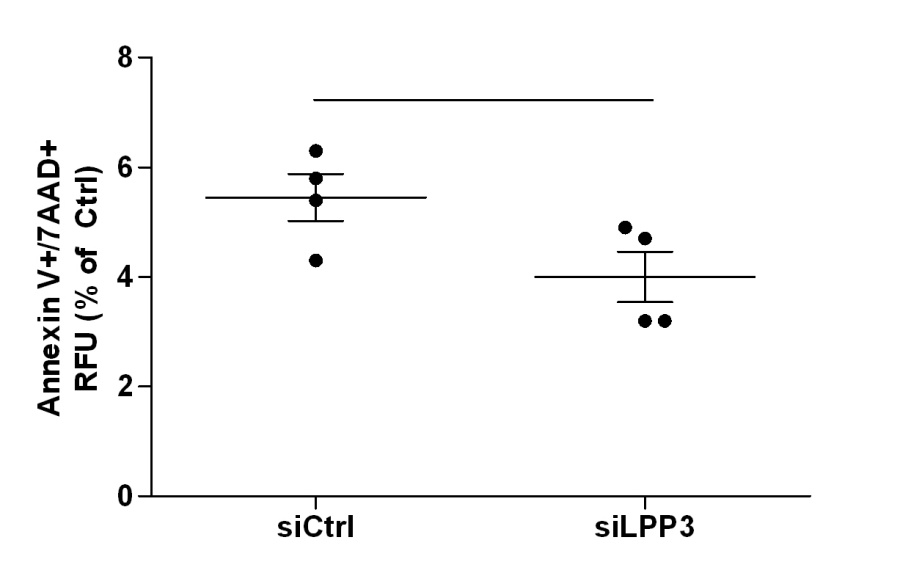 Annexin V+/7AAD+
RFU (% of Ctrl)
8
6
4
2
0
siCtrl
siLPP3